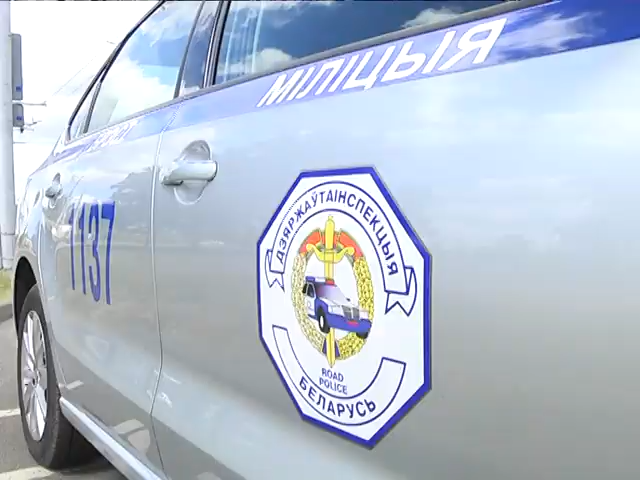 МІЛІЦЫЯ
1137
ДЗЯРЖАЎТАІНСПЕКЦЫЯ
ROAD
POLICE
БЕЛАРУСЬ